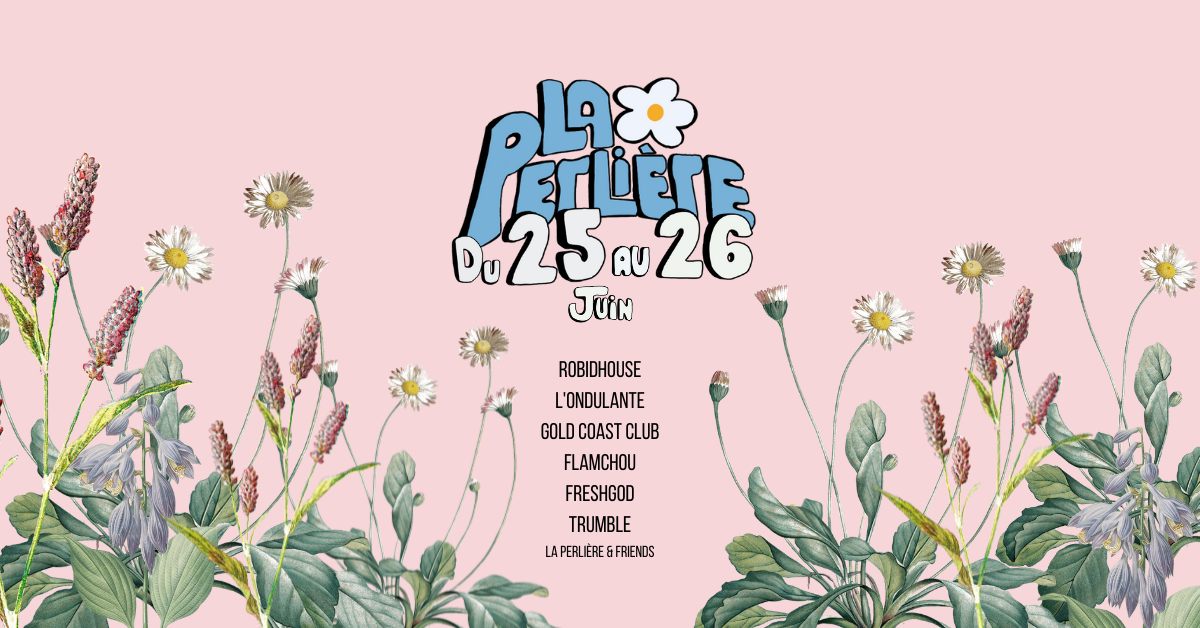 LA
PERLIÈRE
DU 25 AU 26
JUIN
ROBIDHOUSE
L'ONDULANTE
GOLD COAST CLUB
FLAMCHOU
FRESHGOD
TRUMBLE
LA PERLIÈRE & FRIENDS